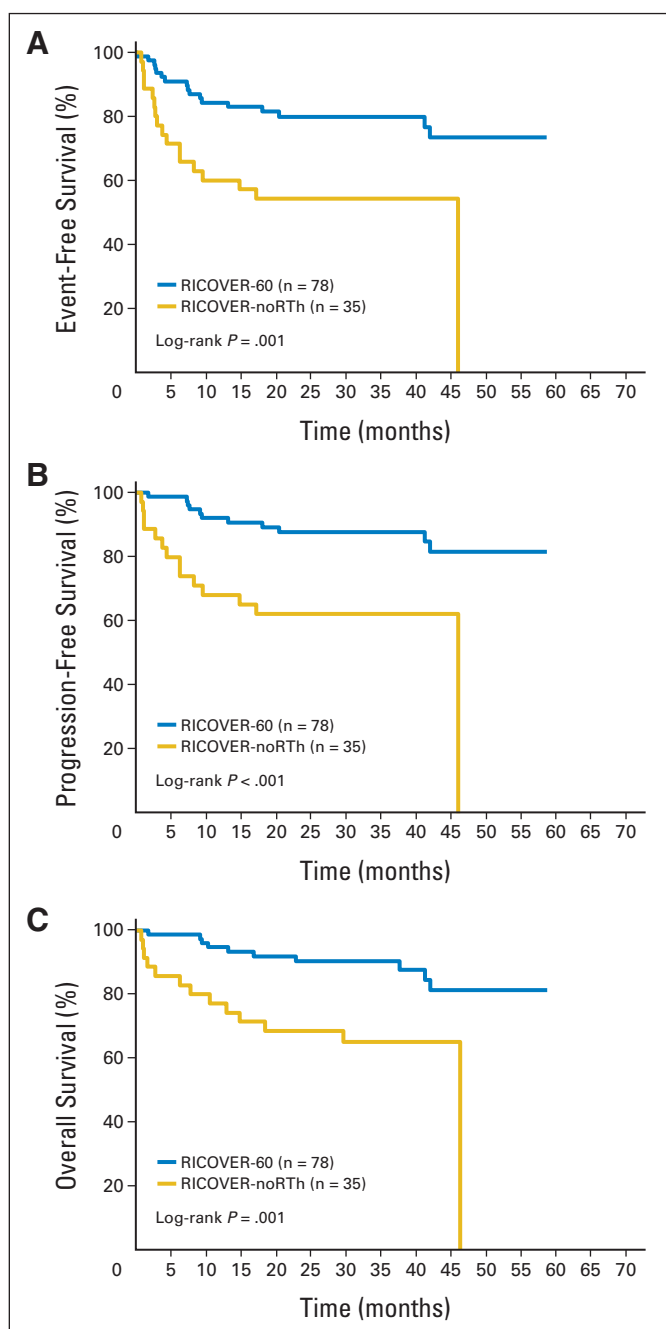 A
Event-Free Survival (%)
100
80
60
40
20
RICOVER-60 (n = 78)
RICOVER-noRTh (n = 35)
Log-rank P = .001
0 5 10 15 20 25 30 35 40 45 50 55 60 65 70
Time (months)
B
Progression-Free Survival (%)
100
80
60
40
20
RICOVER-60 (n = 78)
RICOVER-noRTh (n = 35)
Log-rank P < .001
0 5 10 15 20 25 30 35 40 45 50 55 60 65 70
Time (months)
C
Overall Survival (%)
100
80
60
40
20
RICOVER-60 (n = 78)
RICOVER-noRTh (n = 35)
Log-rank P = .001
0 5 10 15 20 25 30 35 40 45 50 55 60 65 70
Time (months)